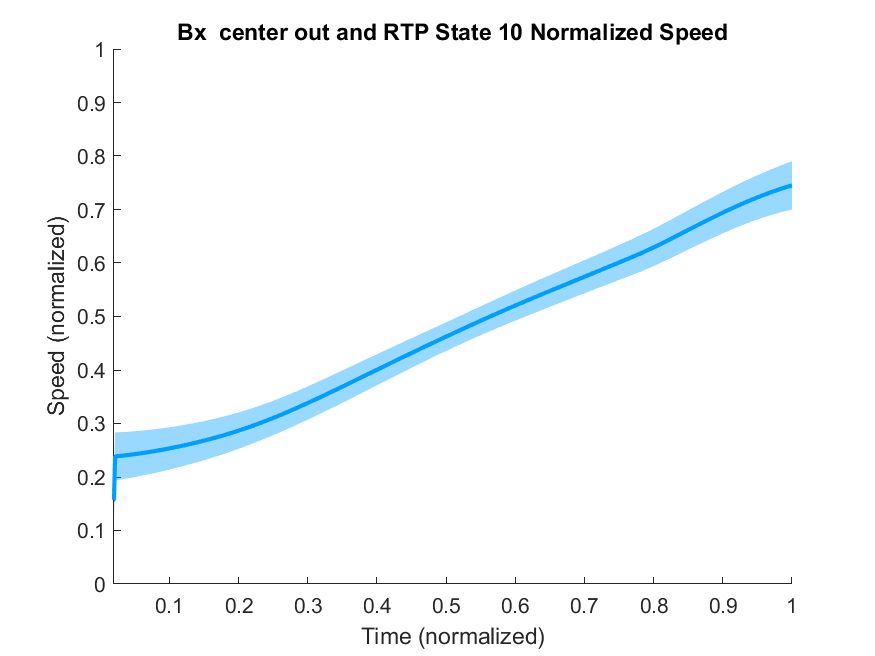 Bx  center out and RTP State 10 Normalized Speed
1
0.9
0.8
0.7
0.6
0.5
0.4
0.3
0.2
0.1
0
Speed (normalized)
0.1 0.2 0.3 0.4 0.5 0.6 0.7 0.8 0.9 1
Time (normalized)